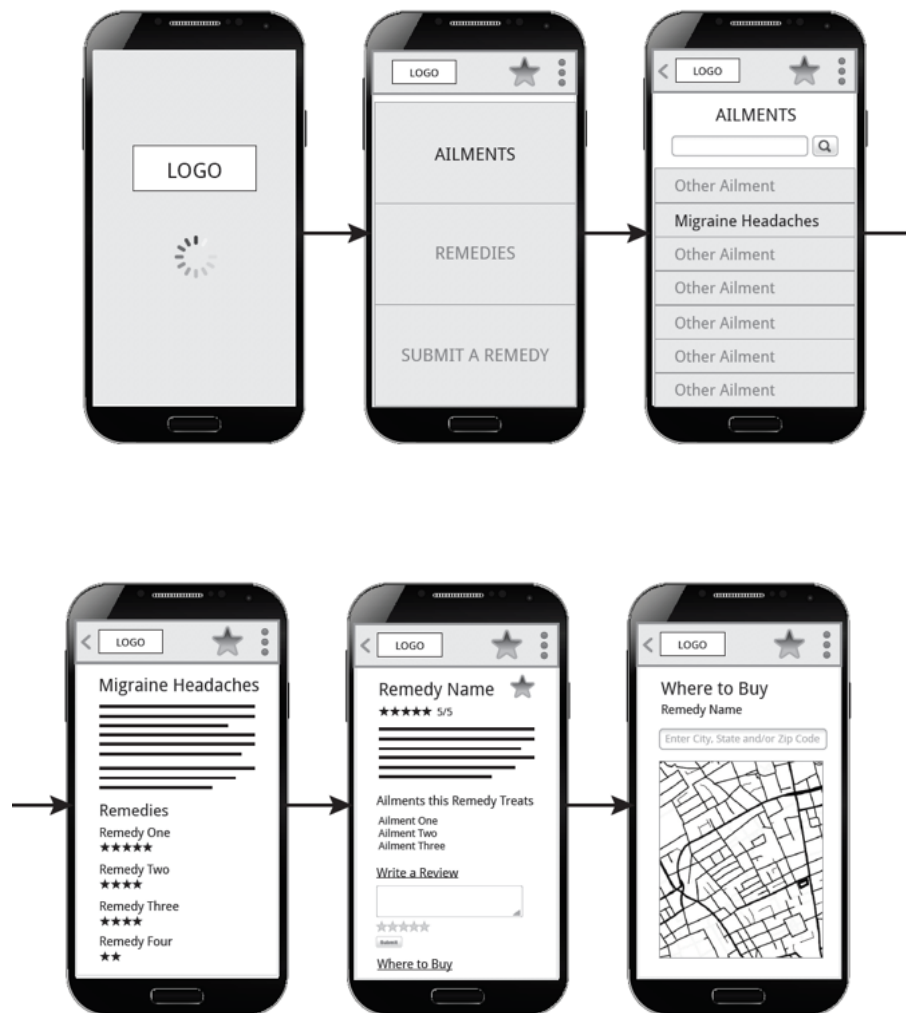 LOGO
LOGO
AILMENTS
REMEDIES
SUBMIT A REMEDY
LOGO
AILMENTS
Other Ailment
Migraine Headaches
Other Ailment
Other Ailment
Other Ailment
Other Ailment
Other Ailment
LOGO
Migraine Headaches
Remedies
Remedy One
★★★★★
Remedy Two
★★★★
Remedy Three
★★★★
Remedy Four
★★
LOGO
Remedy Name
★★★★★ 5/5
Ailments this Remedy Treats
Ailment One
Ailment Two
Ailment Three
Write a Review
Submit
Where to Buy
LOGO
Where to Buy
Remedy Name
Enter City, State and/or Zip Code